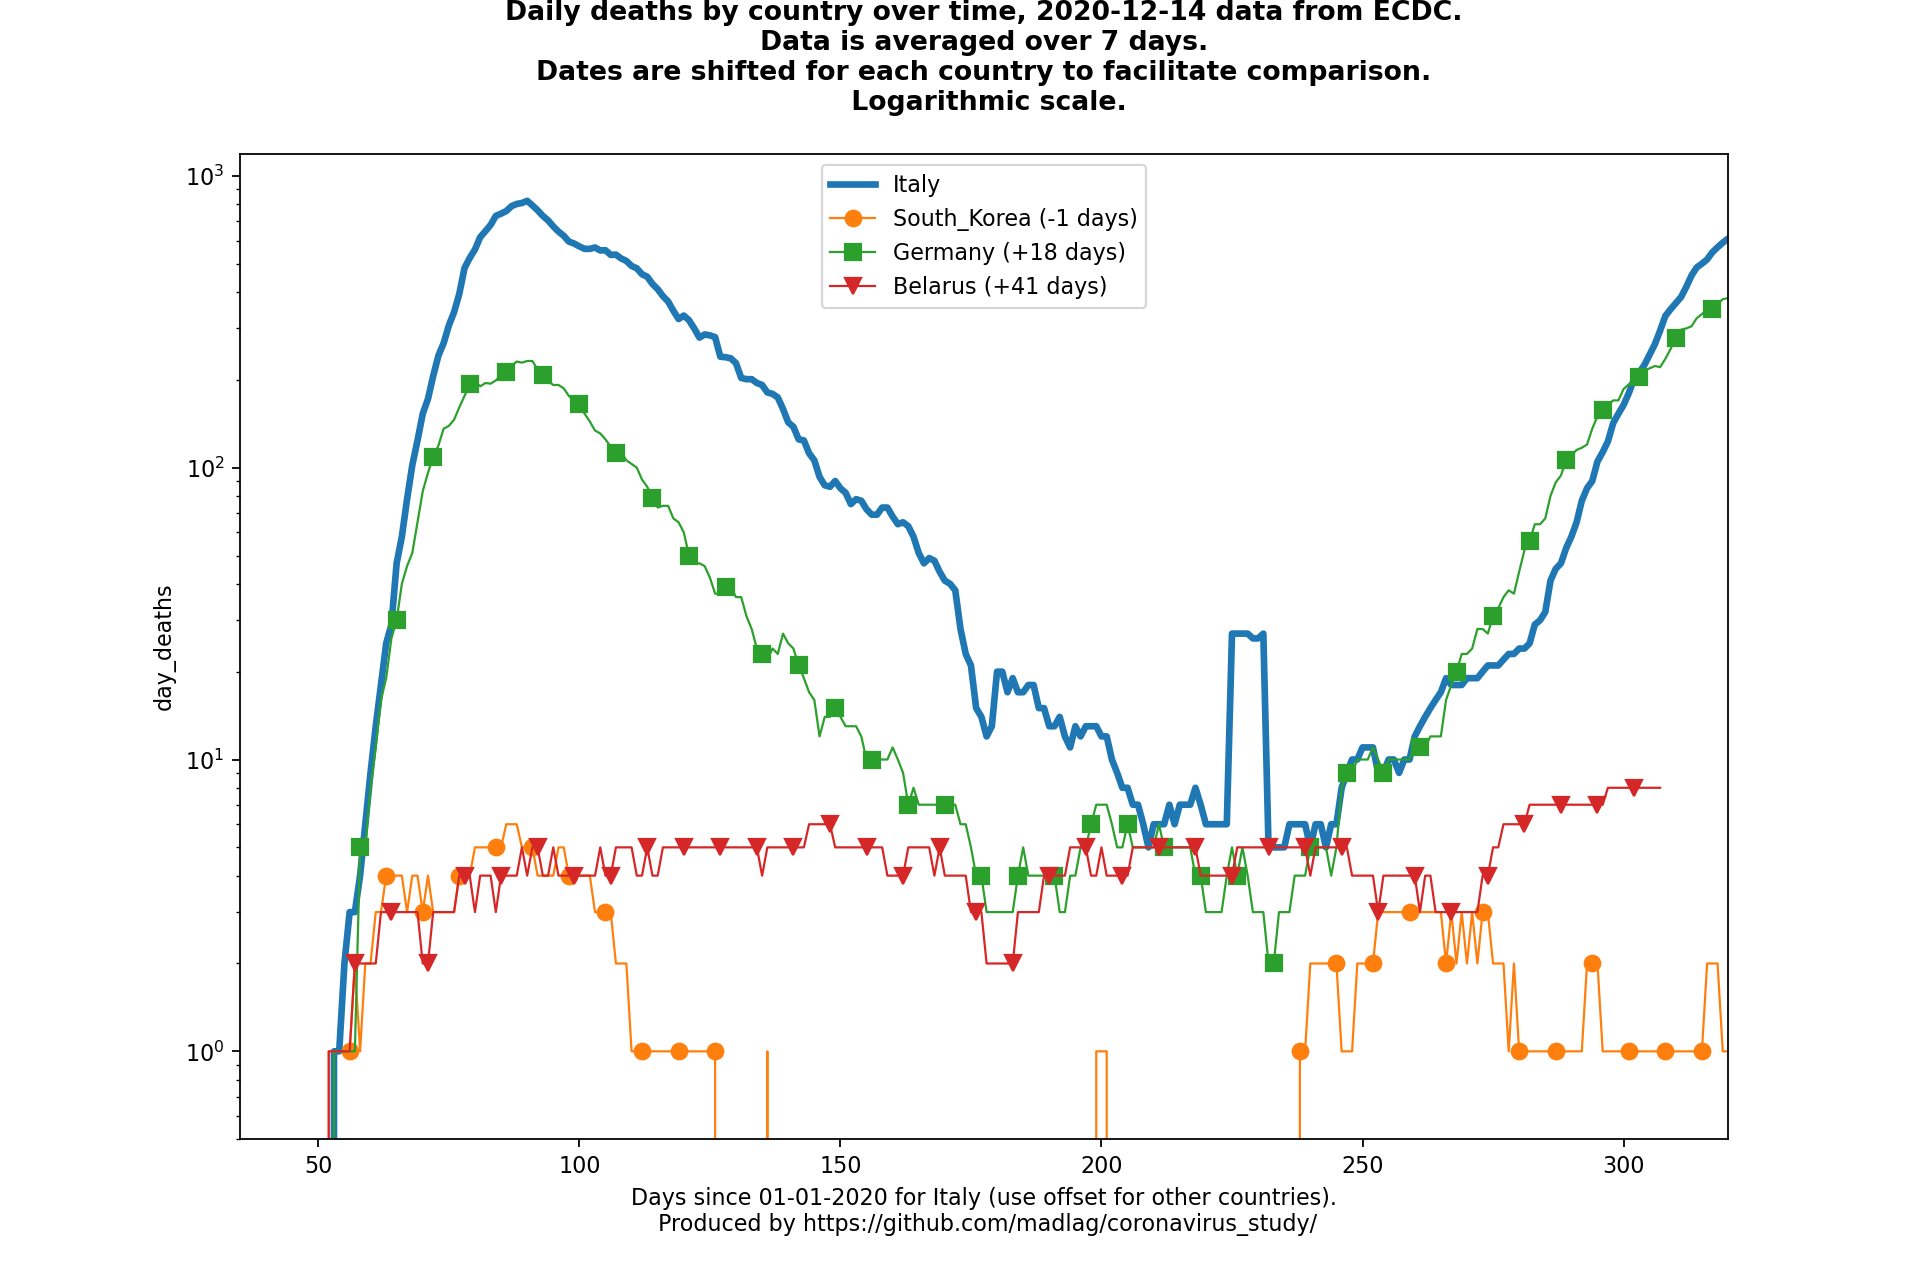 Daily deaths by country over time, 2020-12-14 data from ECDC.
Data is averaged over 7 days.
Dates are shifted for each country to facilitate comparison.
Logarithmic scale.
10³
10²
10¹
10⁰
day_deaths
Italy
South_Korea (-1 days)
Germany (+18 days)
Belarus (+41 days)
50
100
150
200
250
300
Days since 01-01-2020 for Italy (use offset for other countries).
Produced by https://github.com/madlag/coronavirus_study/